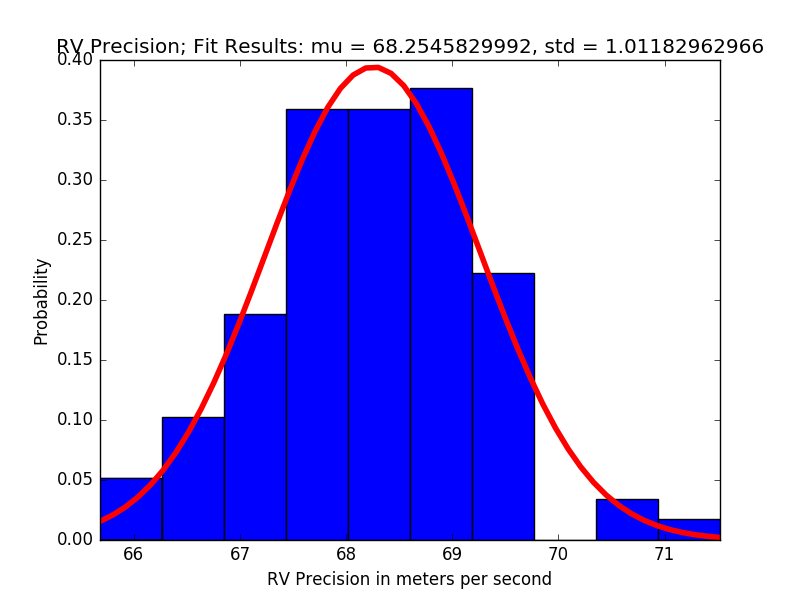 RV Precision; Fit Results: mu = 68.2545829992, std = 1.01182962966
0.40
0.35
0.30
0.25
0.20
0.15
0.10
0.05
0.00
Probability
66 67 68 69 70 71
RV Precision in meters per second